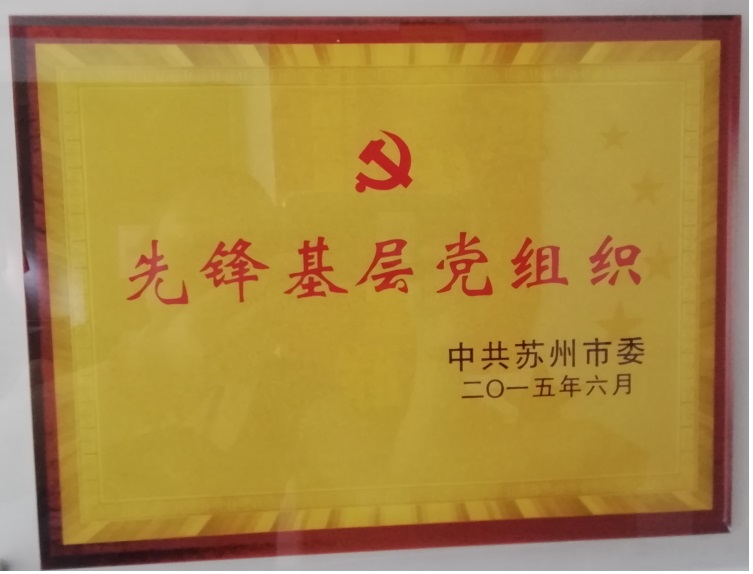 先锋基层党组织
中共苏州市委
二〇一五年六月